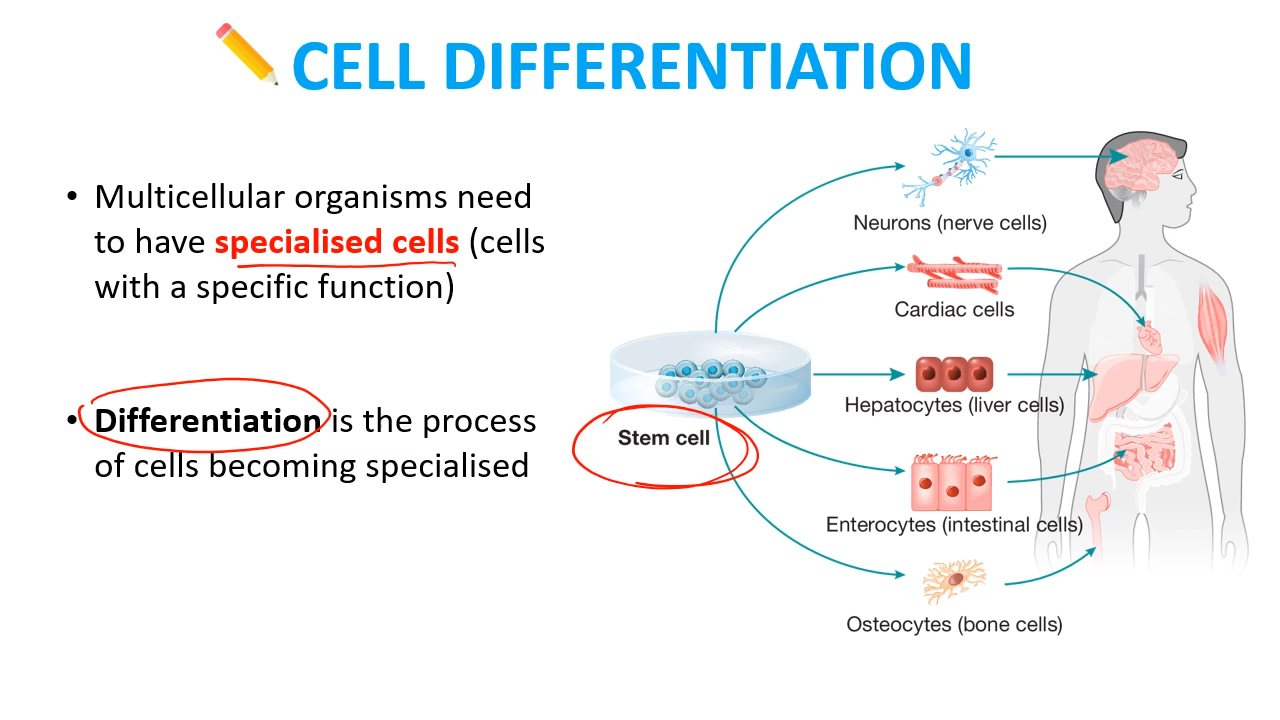 CELL DIFFERENTIATION
• Multicellular organisms need
to have specialised cells (cells
with a specific function)
• Differentiation is the process
of cells becoming specialised
Stem cell
Neurons (nerve cells)
Cardiac cells
Hepatocytes (liver cells)
Enterocytes (intestinal cells)
Osteocytes (bone cells)